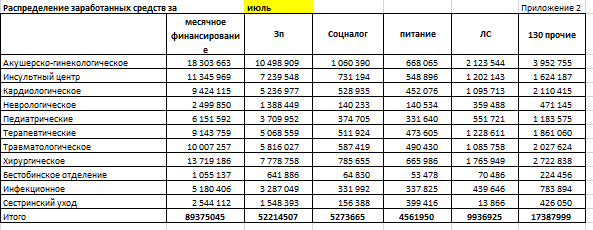 Распределение заработанных средств за июль Приложение 2
месячное финансирование Зп Соцналог питание ЛС 130 прочие
Акушерско-гинекологическое 18 303 663 10 498 909 1 060 390 668 065 2 123 544 3 952 755
Инсультный центр 11 345 969 7 239 548 731 194 548 896 1 202 143 1 624 187
Кардиологическое 9 424 115 5 236 977 528 935 452 076 1 095 713 2 110 415
Неврологическое 2 499 850 1 388 449 140 233 140 534 359 488 471 145
Педиатрические 6 151 592 3 709 952 374 705 331 640 551 721 1 183 575
Терапевтические 9 143 759 5 068 559 511 924 473 605 1 228 611 1 861 060
Травматологическое 10 007 257 5 816 027 587 419 490 430 1 085 758 2 027 624
Хирургическое 13 719 186 7 778 758 785 655 665 986 1 765 949 2 722 838
Бестобинское отделение 1 055 137 641 886 64 830 53 478 70 486 224 456
Инфекционное 5 180 406 3 287 049 331 992 337 825 439 646 783 894
Сестринский уход 2 544 112 1 548 393 156 388 399 416 13 866 426 050
Итого 89375045 52214507 5273665 4561950 9936925 17387999